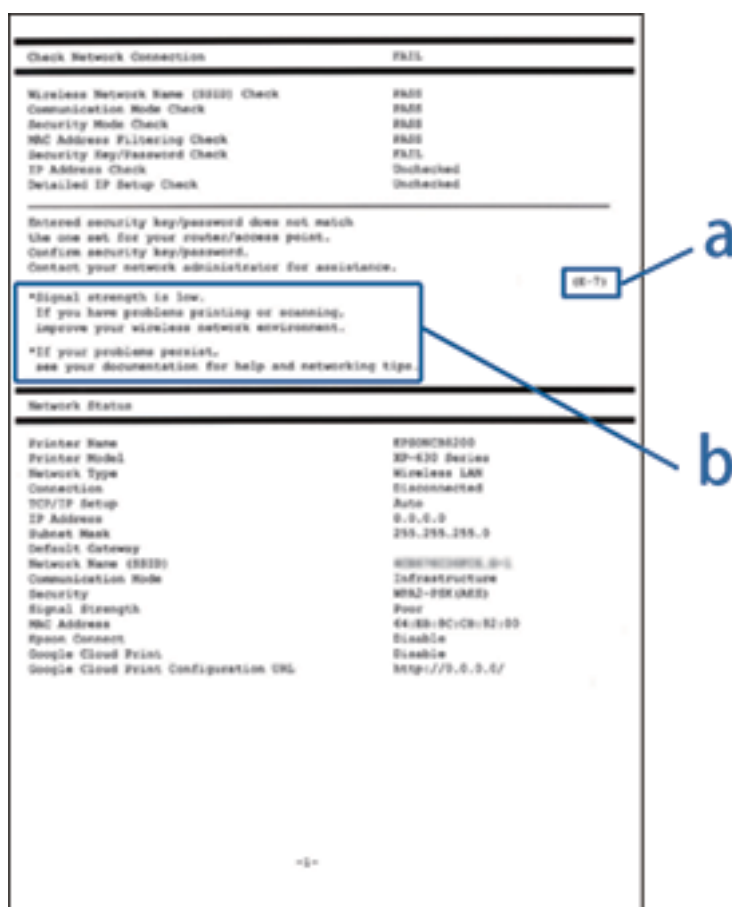 Check Network Connection FAIL
Wireless Network Name (SSID) Check PASS
Communication Mode Check PASS
Security Mode Check PASS
MAC Address Filtering Check PASS
Security Key/Password Check FAIL
IP Address Check Unchecked
Detailed IP Setup Check Unchecked
Entered security key/password does not match
the one set for your router/access point.
Confirm security key/password.
Contact your network administrator for assistance.
a
(E-7)
*Signal strength is low.
If you have problems printing or scanning,
improve your wireless network environment.
*If your problems persist,
see your documentation for help and networking tips.
b
Network Status
Printer Name
Printer Model XP-630 Series
Network Type Wireless LAN
Connection Disconnected
TCP/IP Setup Auto
IP Address 0.0.0.0
Subnet Mask 255.255.255.0
Default Gateway
Network Name (SSID)
Communication Mode Infrastructure
Security WPA2-PSK(AES)
Signal Strength Poor
MAC Address
Epson Connect Disable
Google Cloud Print Disable
Google Cloud Print Configuration URL http://0.0.0.0/
-1-